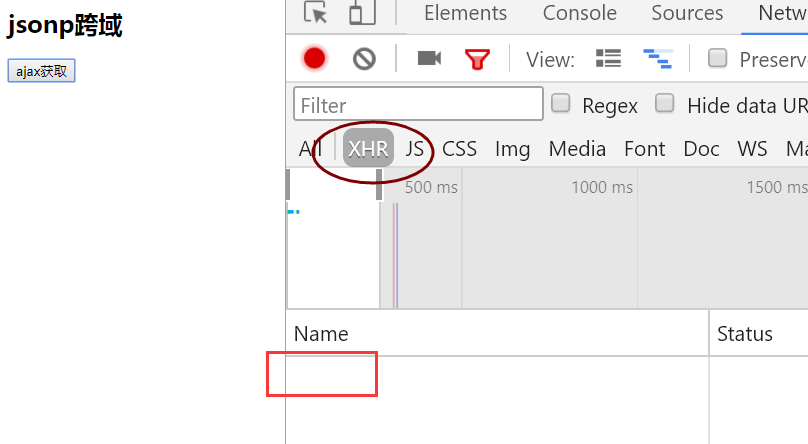 jsonp跨域
ajax获取
Elements Console Sources Netw
View: Preserv
Filter Regex Hide data UR
All XHR JS CSS Img Media Font Doc WS Ma
500 ms 1000 ms 1500 ms
Name Status